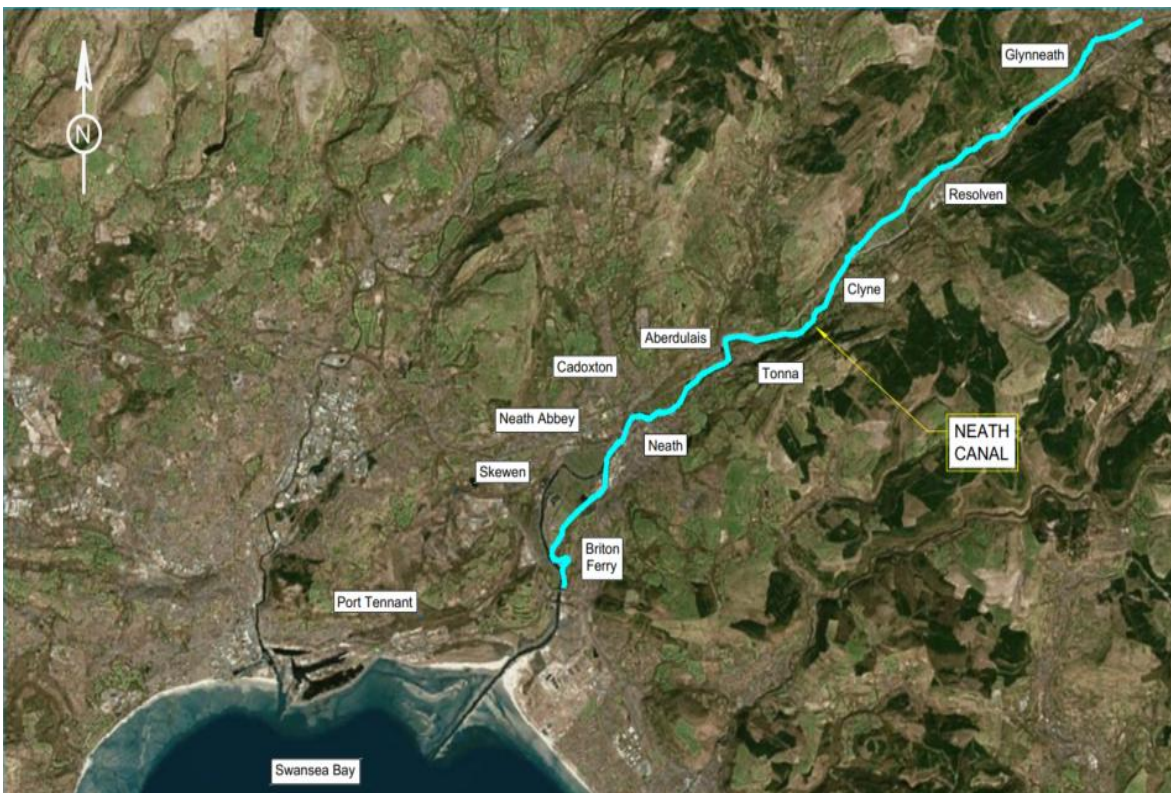 N
Glynneath
Resolven
Clyne
Aberdulais
Tonna
Cadoxton
Neath Abbey
Neath
NEATH
CANAL
Skewen
Briton
Ferry
Port Tennant
Swansea Bay